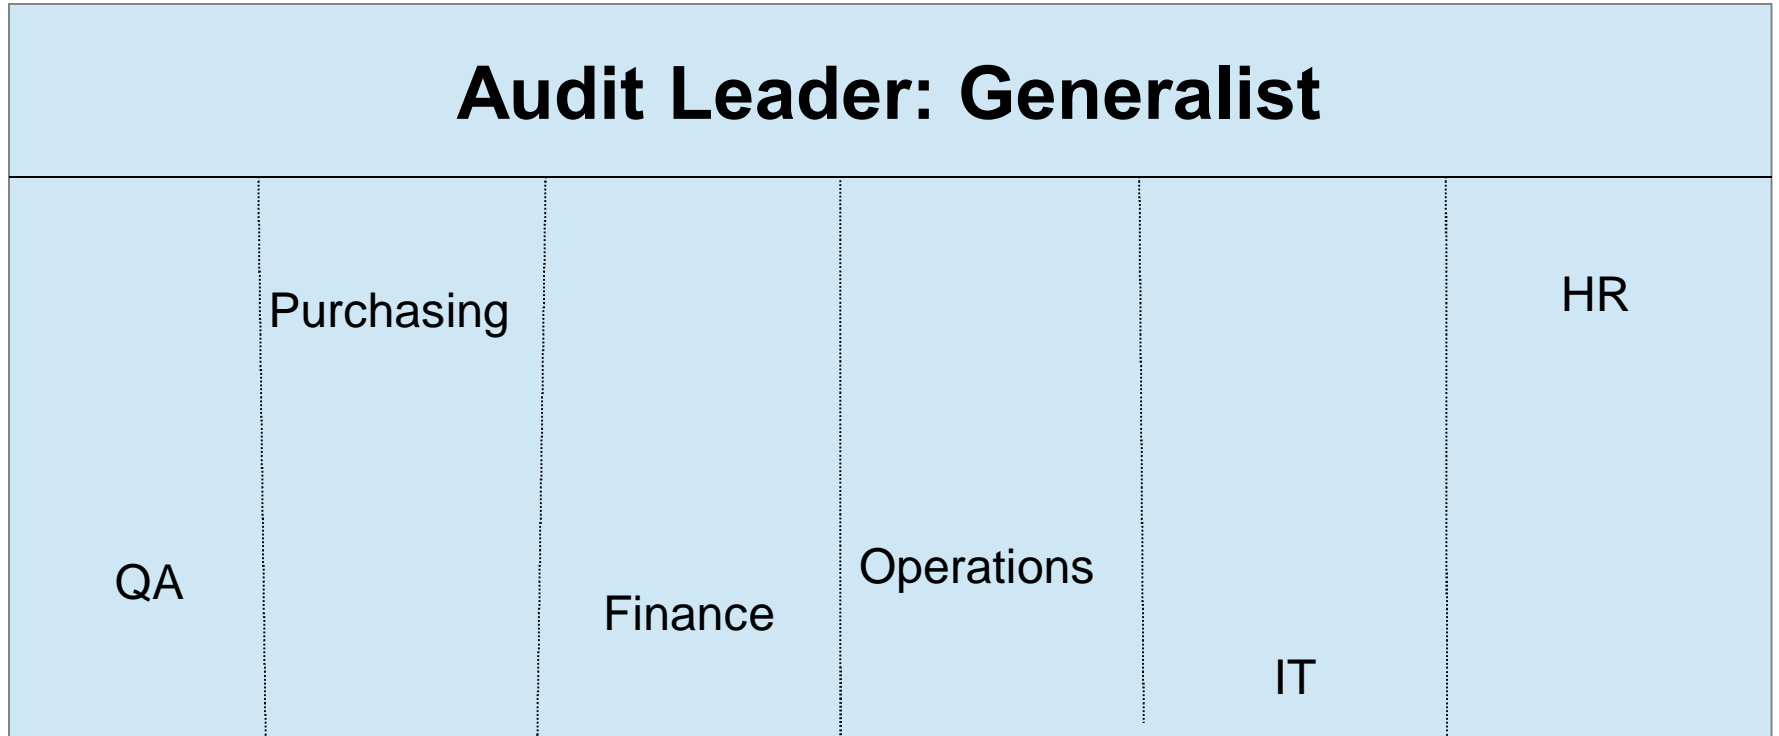 Audit Leader: Generalist
QA
Purchasing
Finance
Operations
IT
HR